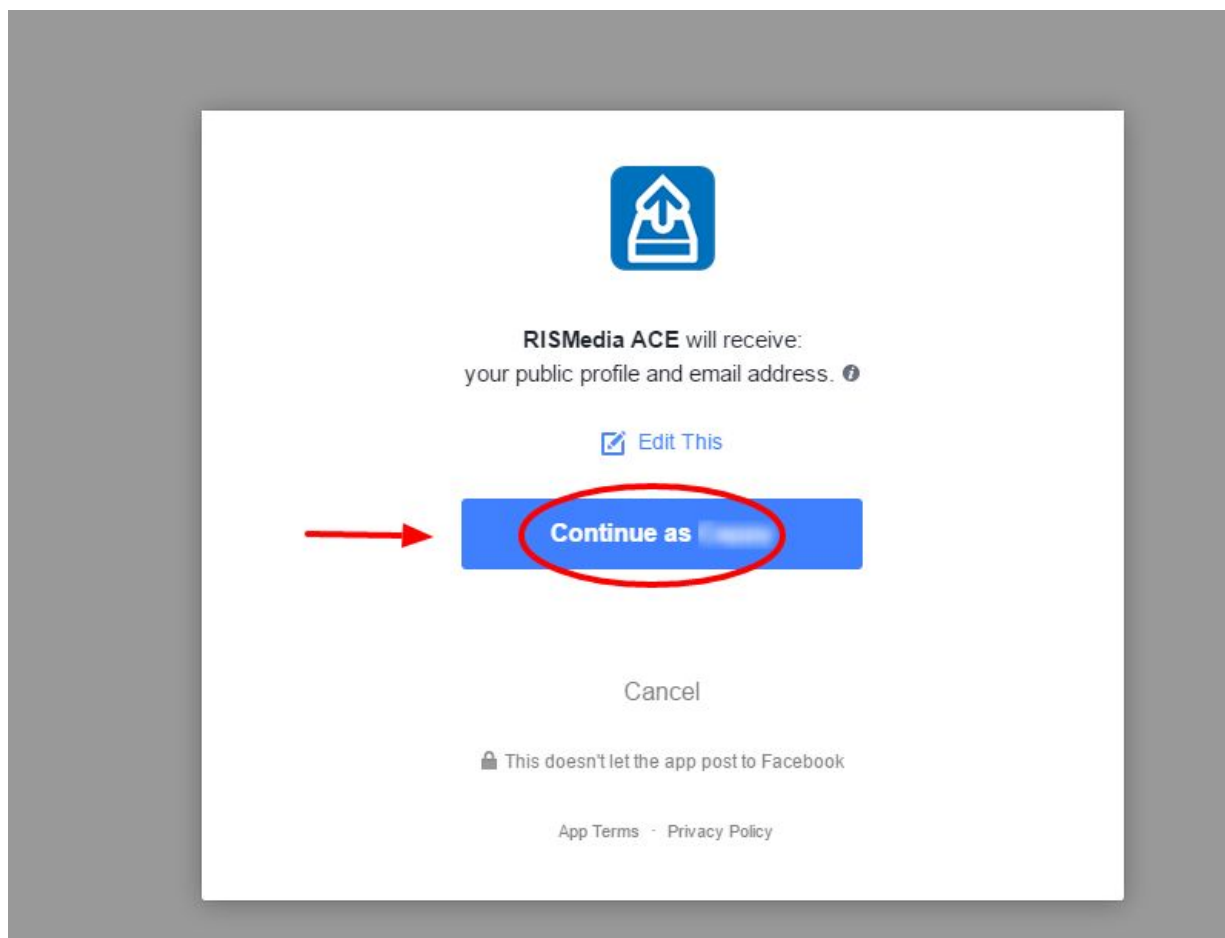 RISMedia ACE will receive:
your public profile and email address.
Edit This
Continue as
Cancel
This doesn't let the app post to Facebook
App Terms · Privacy Policy